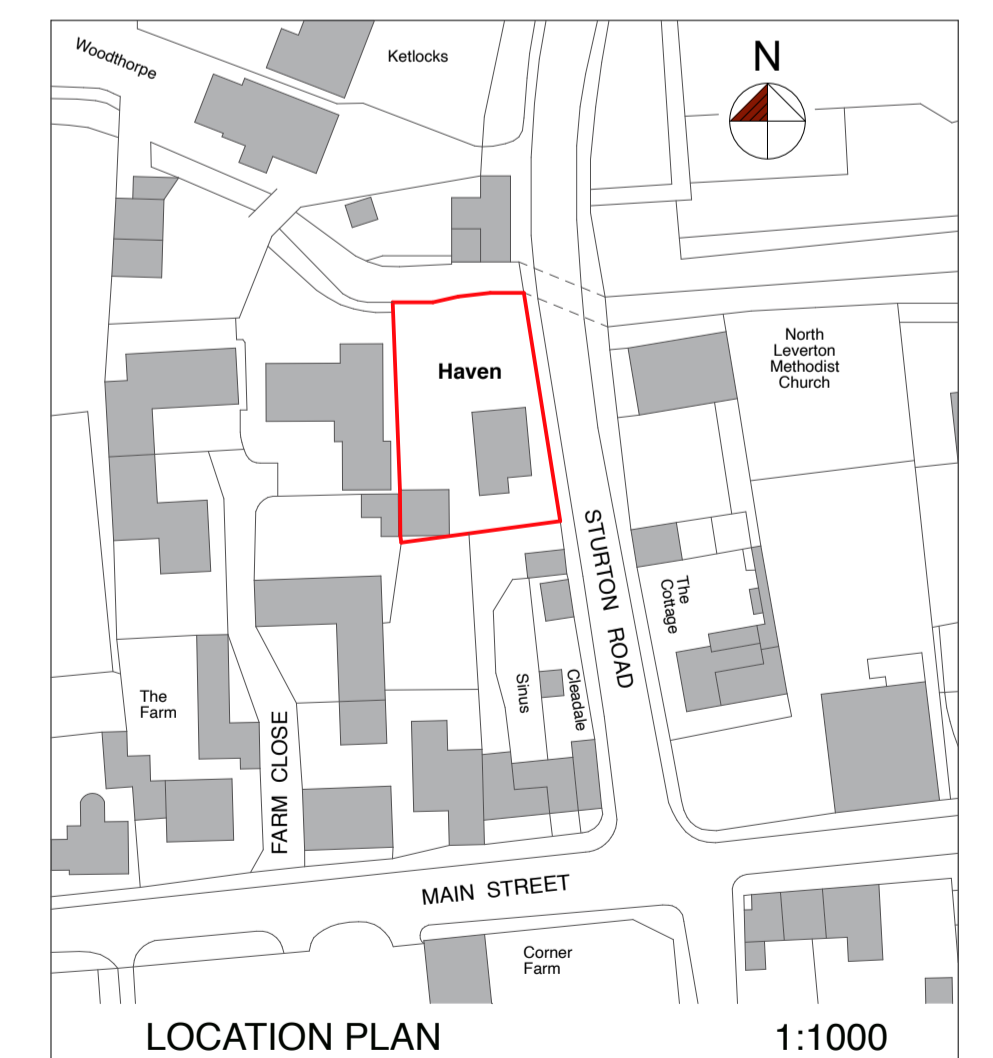 Woodthorpe
Ketlocks
N
North
Leverton
Methodist
Church
Haven
STURTON ROAD
The
Cottage
Sinus
Cleadale
The
Farm
FARM CLOSE
MAIN STREET
Corner
Farm
LOCATION PLAN
1:1000